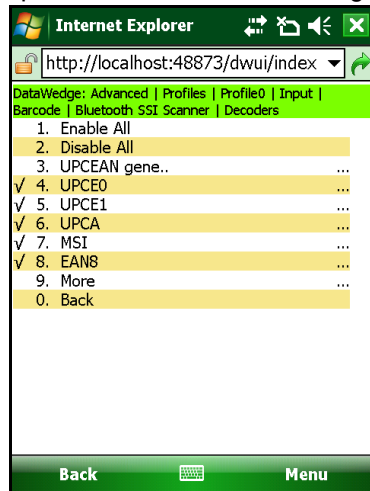 Internet Explorer
http://localhost:48873/dwui/index
DataWedge: Advanced | Profiles | Profile0 | Input |
Barcode | Bluetooth SSI Scanner | Decoders
1. Enable All
2. Disable All
3. UPCEAN gene.. ...
√ 4. UPCE0 ...
√ 5. UPCE1 ...
√ 6. UPCA ...
√ 7. MSI ...
√ 8. EAN8 ...
9. More ...
0. Back
Back Menu